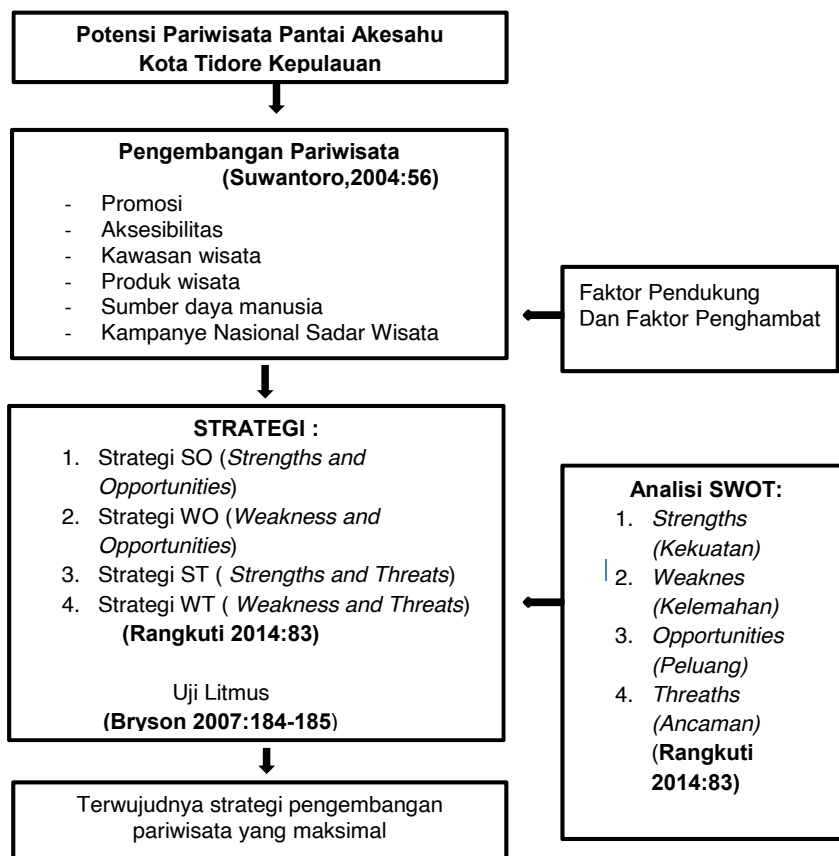 Potensi Pariwisata Pantai Akesahu
Kota Tidore Kepulauan
Pengembangan Pariwisata
(Suwantoro,2004:56)
- Promosi
- Aksesibilitas
- Kawasan wisata
- Produk wisata
- Sumber daya manusia
- Kampanye Nasional Sadar Wisata
Faktor Pendukung
Dan Faktor Penghambat
STRATEGI :
1. Strategi SO (Strengths and
Opportunities)
2. Strategi WO (Weakness and
Opportunities)
3. Strategi ST ( Strengths and Threats)
4. Strategi WT ( Weakness and Threats)
(Rangkuti 2014:83)
Uji Litmus
(Bryson 2007:184-185)
Analisi SWOT:
1. Strengths
(Kekuatan)
2. Weaknes
(Kelemahan)
3. Opportunities
(Peluang)
4. Threaths
(Ancaman)
(Rangkuti
2014:83)
Terwujudnya strategi pengembangan
pariwisata yang maksimal